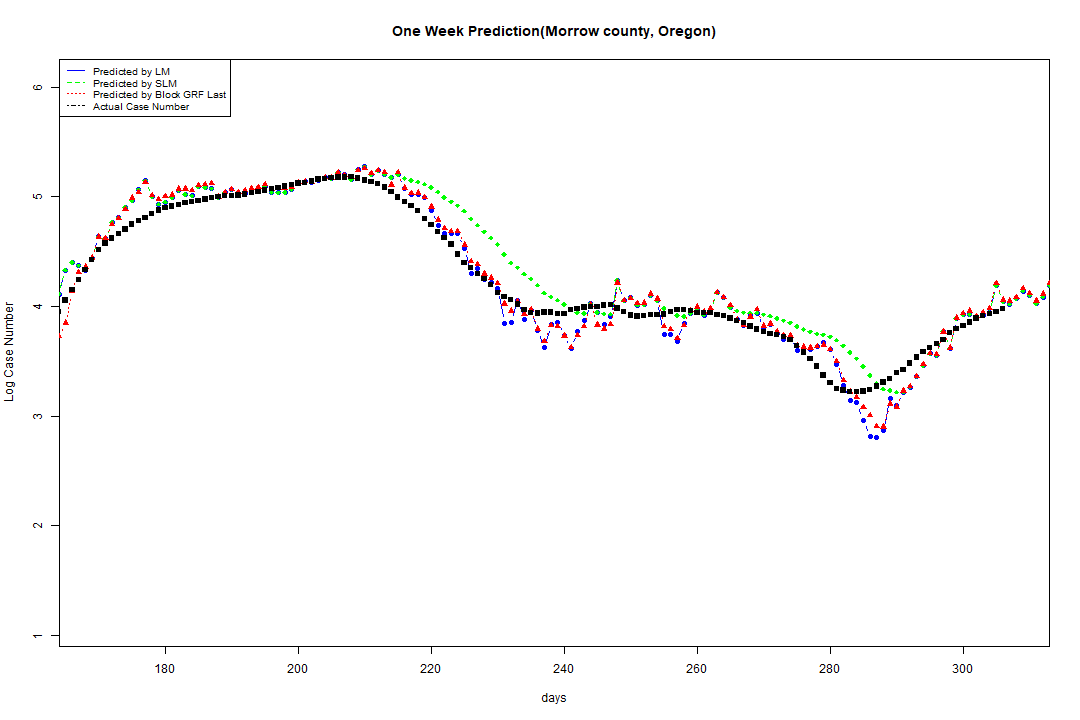 One Week Prediction(Morrow county, Oregon)
Predicted by LM
Predicted by SLM
Predicted by Block GRF Last
Actual Case Number
6
5
4
3
2
1
Log Case Number
180 200 220 240 260 280 300
days